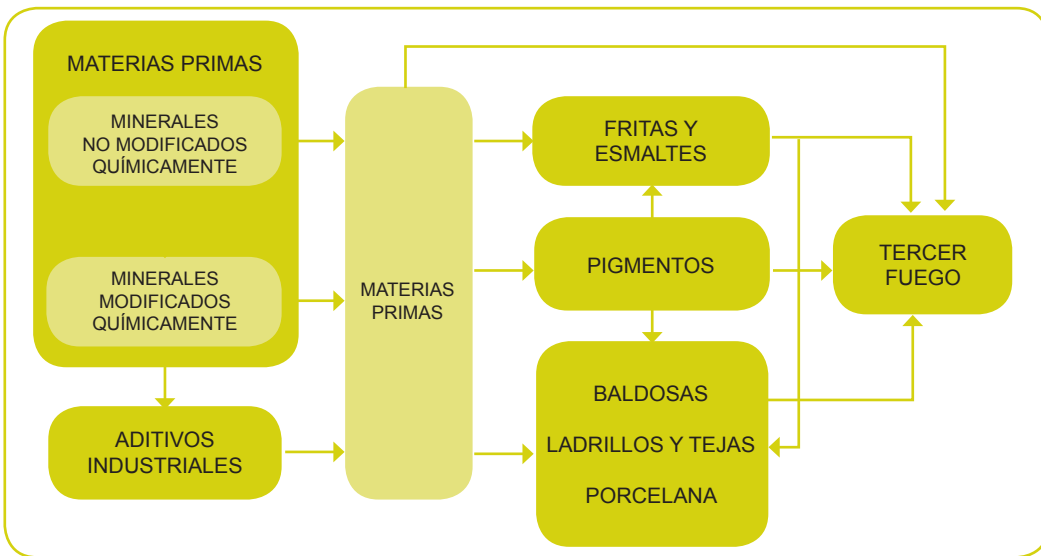 MATERIAS PRIMAS
MINERALES
NO MODIFICADOS
QUÍMICAMENTE
MINERALES
MODIFICADOS
QUÍMICAMENTE
ADITIVOS
INDUSTRIALES
MATERIAS
PRIMAS
FRITAS Y
ESMALTES
PIGMENTOS
BALDOSAS
LADRILLOS Y TEJAS
PORCELANA
TERCER
FUEGO